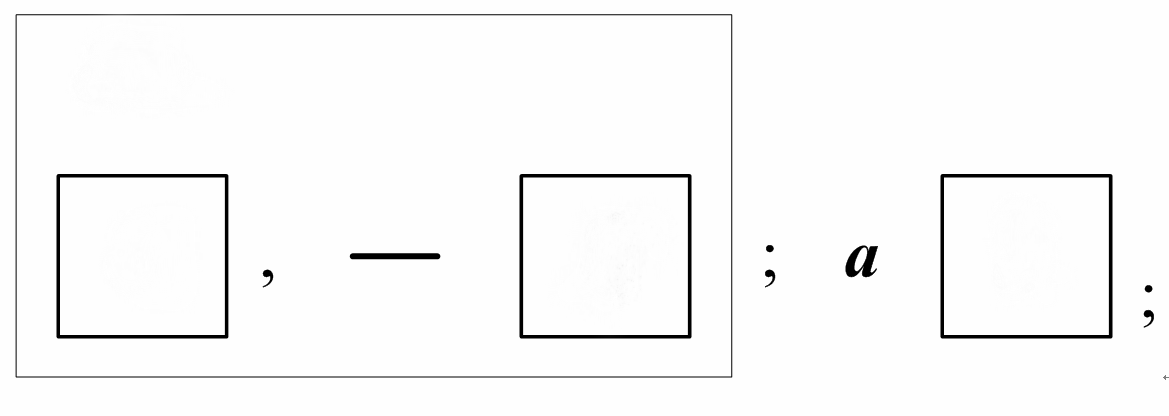 , — ; a ;